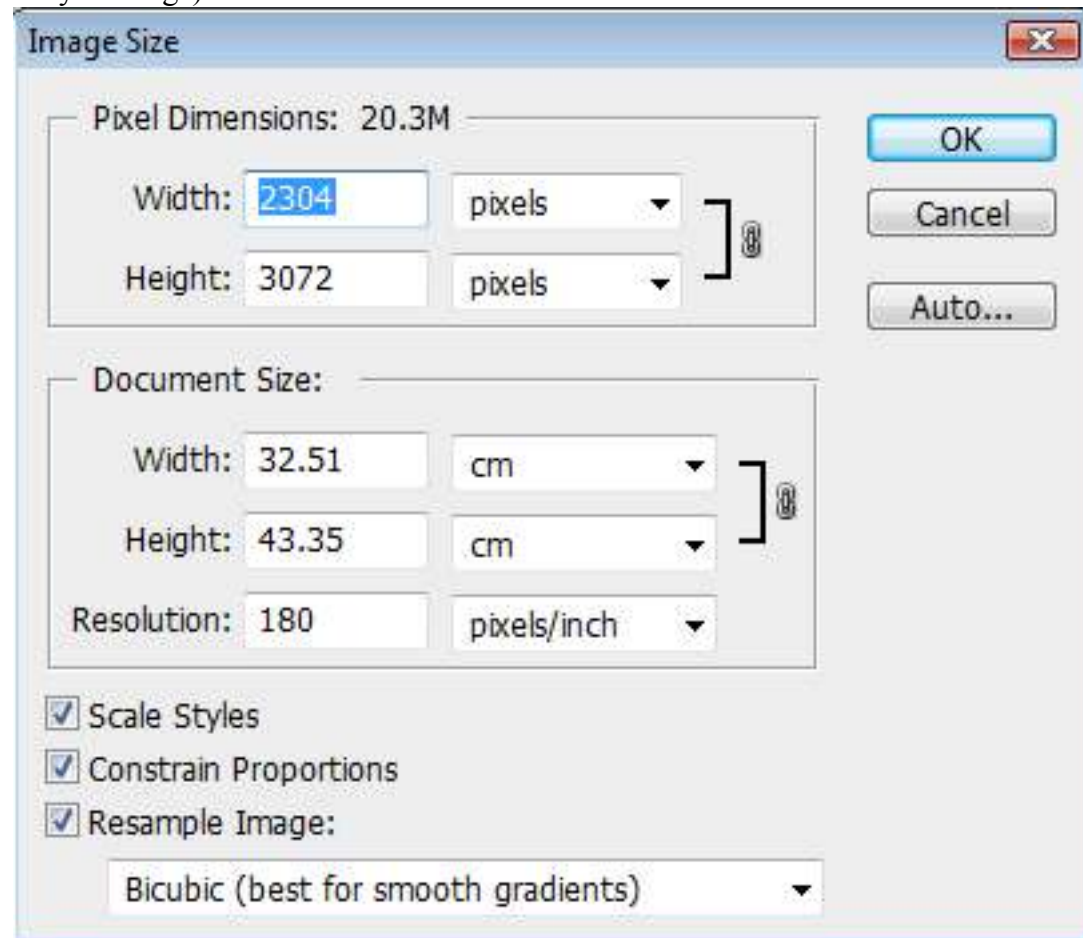 Image Size
Pixel Dimensions: 20.3M
OK
Width: 2304 pixels
Cancel
Height: 3072 pixels
Auto...
Document Size:
Width: 32.51 cm
Height: 43.35 cm
Resolution: 180 pixels/inch
Scale Styles
Constrain Proportions
Resample Image:
Bicubic (best for smooth gradients)